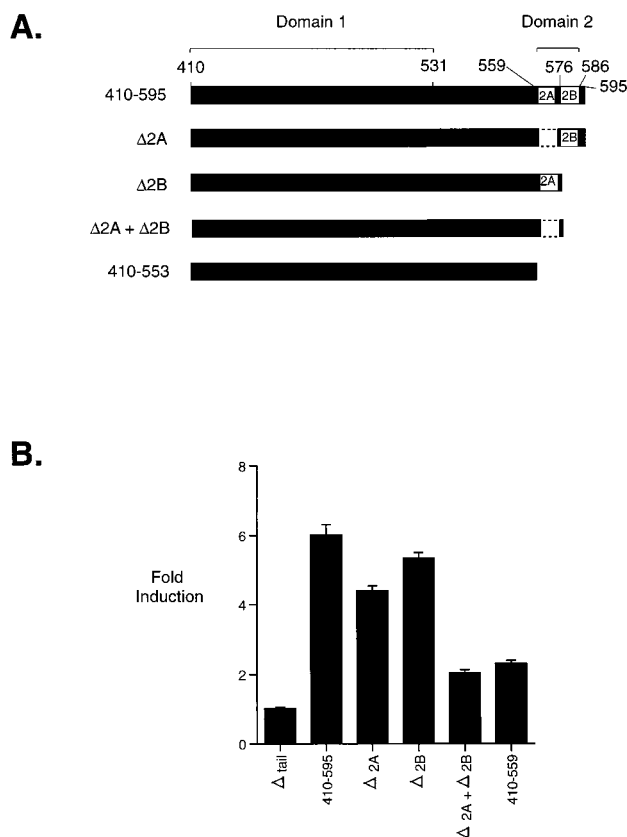 A.
Domain 1 Domain 2
410 531 559 576 586
595
410-595 2A 2B
Δ2A 2B
Δ2B 2A
Δ2A + Δ2B
410-553
B.
8
6
Fold
Induction
4
2
0
Δ tail
410-595
Δ 2A
Δ 2B
Δ 2A + Δ 2B
410-559